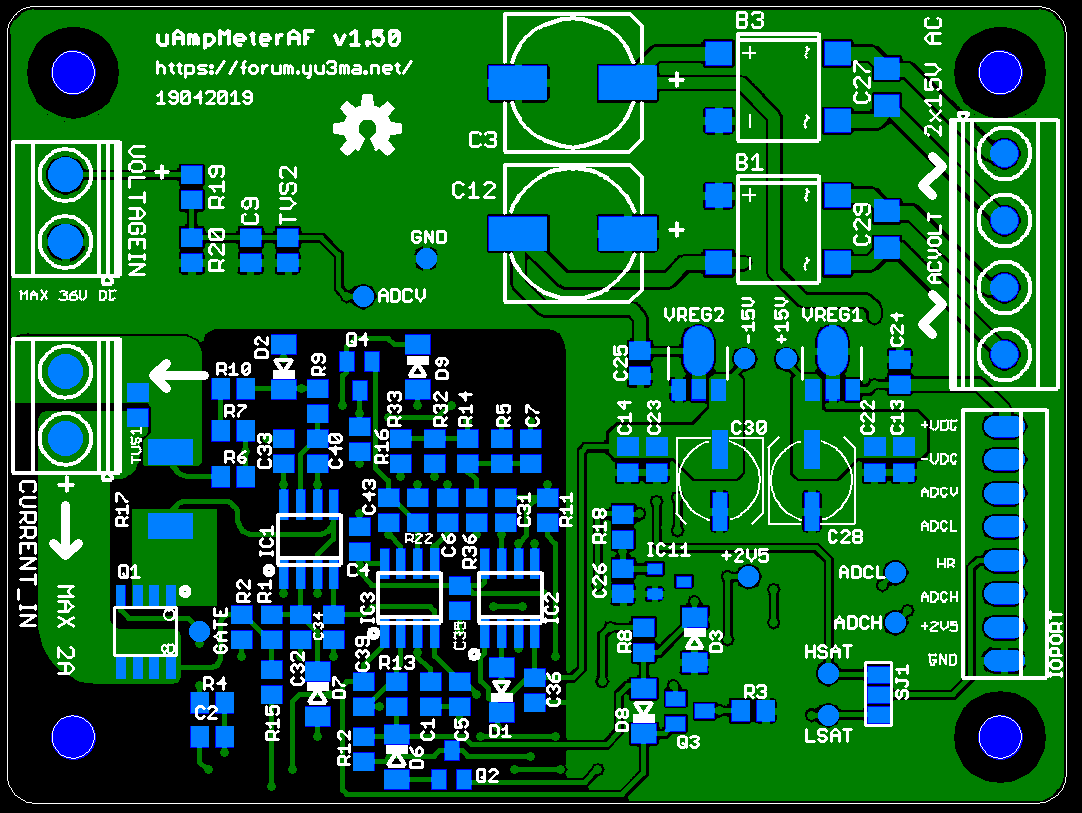 uAmpMeterAF v1.50
https://forum.yu3ma.net/
19042019
B3
AC
C3
+
+
-
~
~
C27
2x15V
VOLTAGEIN
+
R19
R20
C9
TVS2
GND
ADCV
MAX 36V DC
C12
+
B1
+
-
~
~
C29
ACVOLT
VREG2
-15V
+15V
VREG1
C24
C25
D2
R9
Q4
D9
R10
R7
R6
TVS1
C33
C40
R16
R33
R32
R14
R5
C7
C14
C23
C30
C22
C13
+VDC
-VDC
ADCV
ADCL
HR
ADCH
+2V5
GND
IOPORT
CURRENT_IN
+
R17
IC1
C43
R22
C6
R36
C31
R11
R18
IC11
C28
+2V5
ADCL
ADCH
MAX 2A
Q1
R2
R1
C4
IC3
C35
IC2
C26
GATE
C34
C32
C39
R13
R8
D3
HSAT
SJ1
LSAT
R4
C2
R15
D7
R12
D6
C1
C5
D1
C36
D8
Q3
R3
Q2